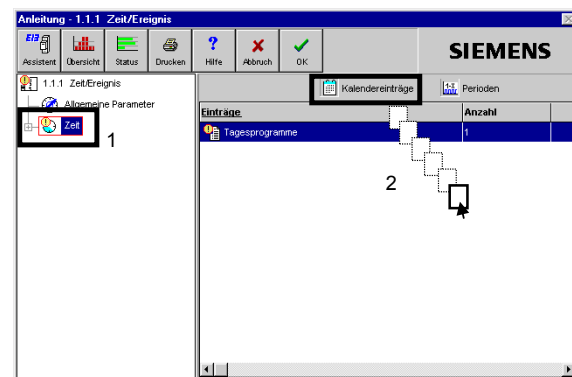 Anleitung - 1.1.1 Zeit/Ereignis
EIB
Assistent Übersicht Status Drucken Hilfe Abbruch OK
SIEMENS
1.1.1 Zeit/Ereignis
Allgemeine Parameter
Zeit
1
Kalendereinträge Perioden
Einträge Anzahl
Tagesprogramme 1
2